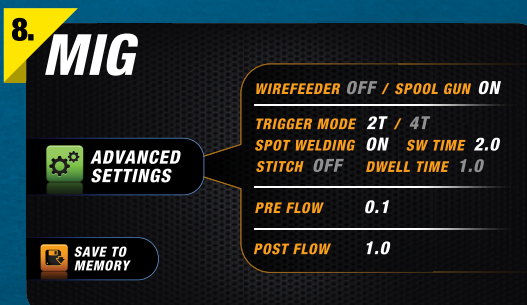 8.
MIG
WIREFEEDER OFF / SPOOL GUN ON
TRIGGER MODE 2T / 4T
SPOT WELDING ON SW TIME 2.0
STITCH OFF DWELL TIME 1.0
ADVANCED
SETTINGS
PRE FLOW 0.1
POST FLOW 1.0
SAVE TO
MEMORY